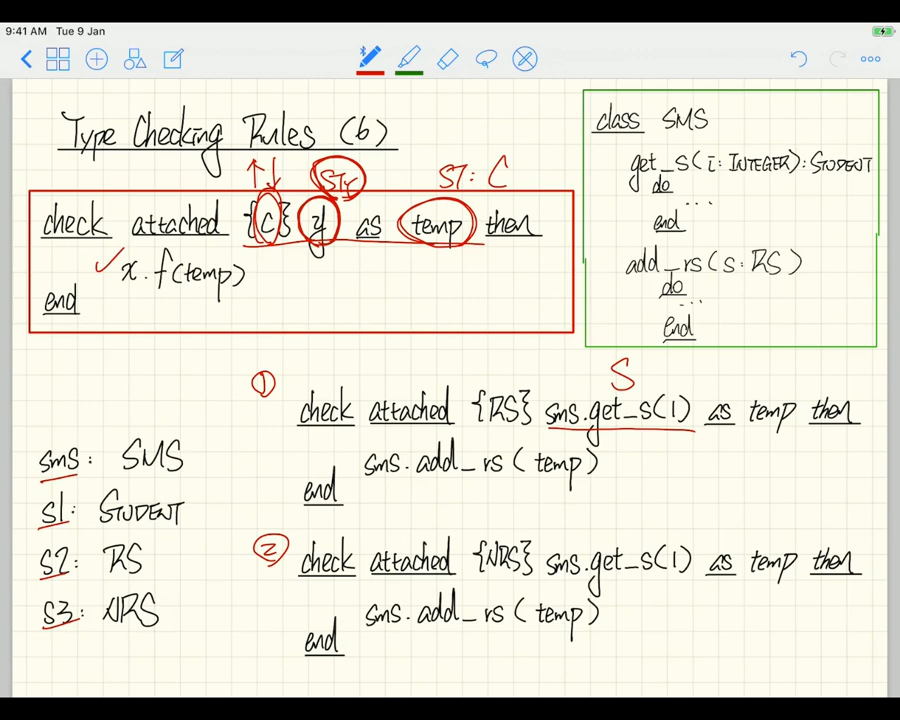 9:41 AM Tue 9 Jan
Type Checking Rules (6)
↑↓ STy ST: C
check attached {C} y as temp then
✓ x.f(temp)
end
class SMS
get_s(i: INTEGER): STUDENT
do
...
end
add_rs(s: RS)
do
...
end
① S
check attached {RS} sms.get_s(1) as temp then
sms.add_rs(temp)
end
② check attached {NRS} sms.get_s(1) as temp then
sms.add_rs(temp)
end
sms: SMS
s1: STUDENT
s2: RS
s3: NRS